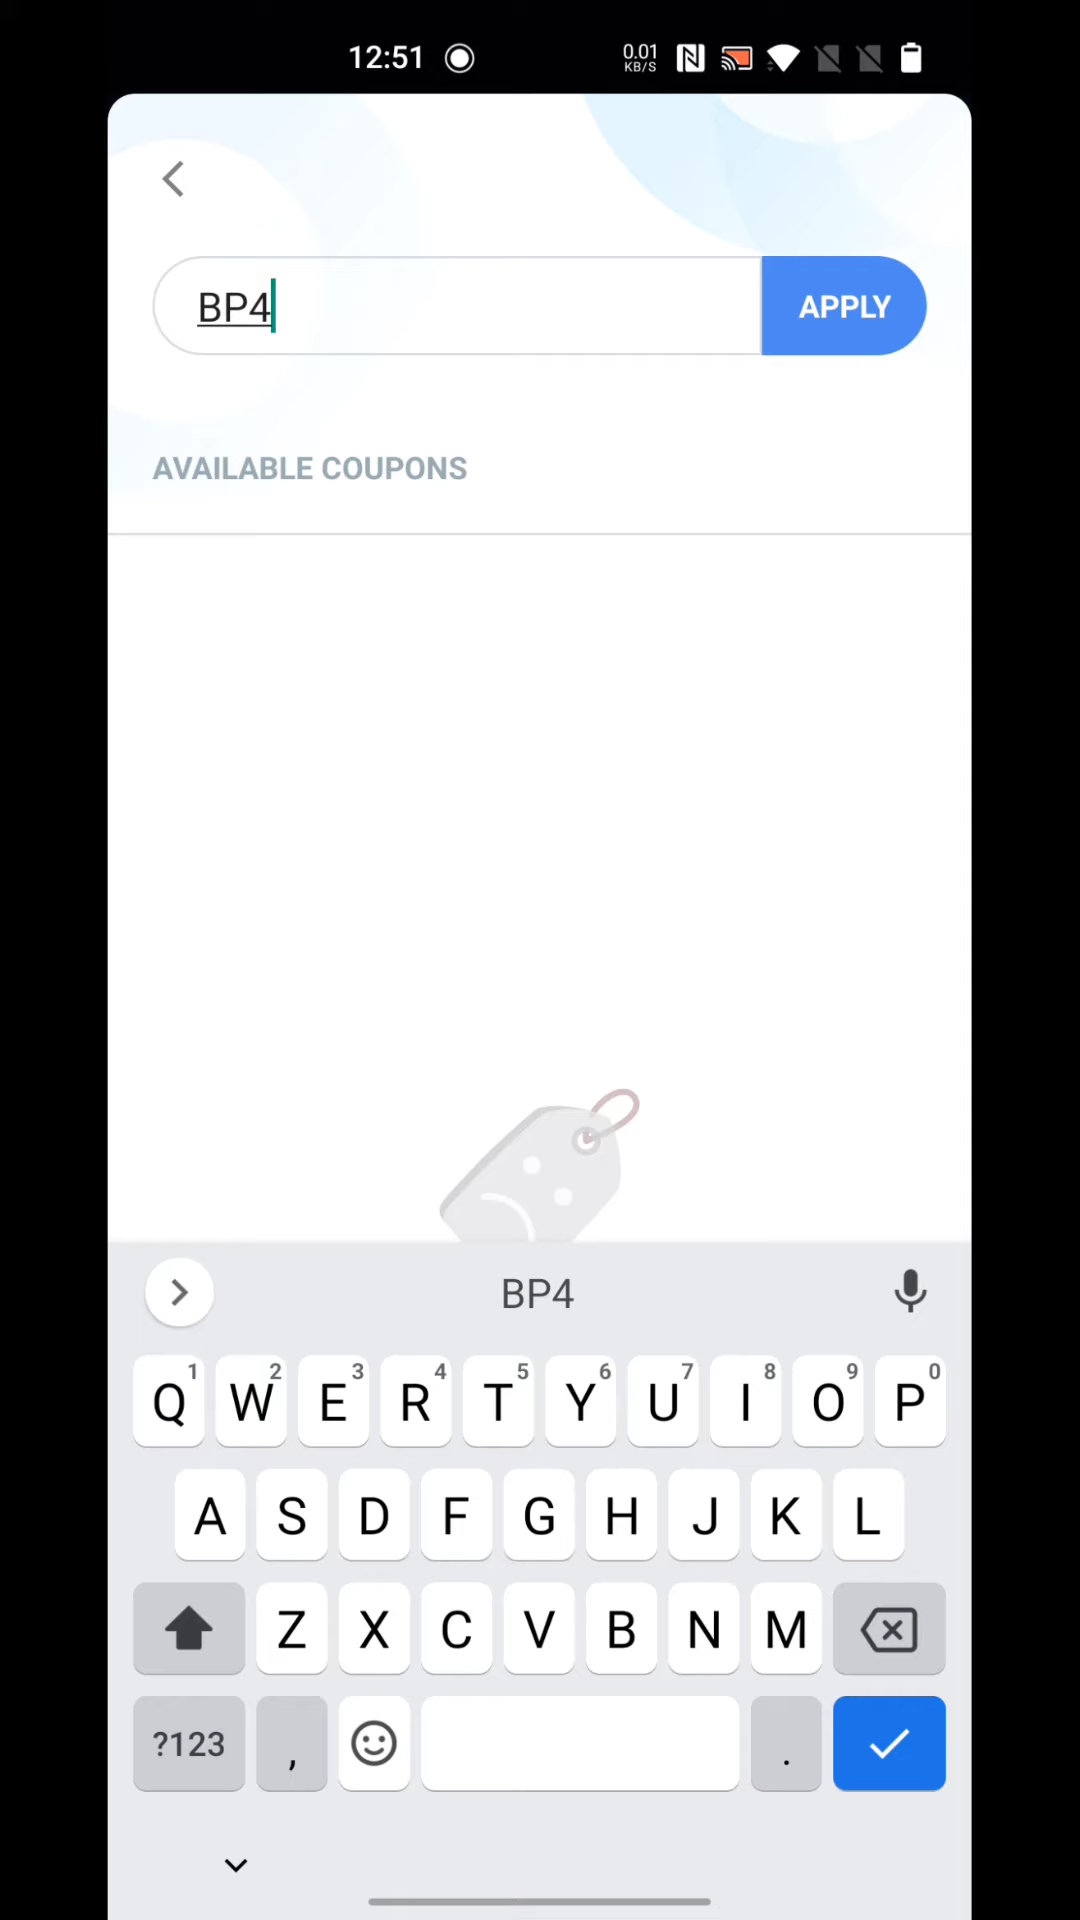 12:51
0.01
KB/S
BP4
APPLY
AVAILABLE COUPONS
BP4
1 2 3 4 5 6 7 8 9 0
Q W E R T Y U I O P
A S D F G H J K L
Z X C V B N M
?123 , .